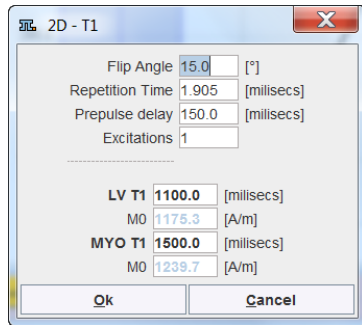 2D - T1
Flip Angle 15.0 [°]
Repetition Time 1.905 [milisecs]
Prepulse delay 150.0 [milisecs]
Excitations 1
LV T1 1100.0 [milisecs]
M0 1175.3 [A/m]
MYO T1 1500.0 [milisecs]
M0 1239.7 [A/m]
Ok Cancel